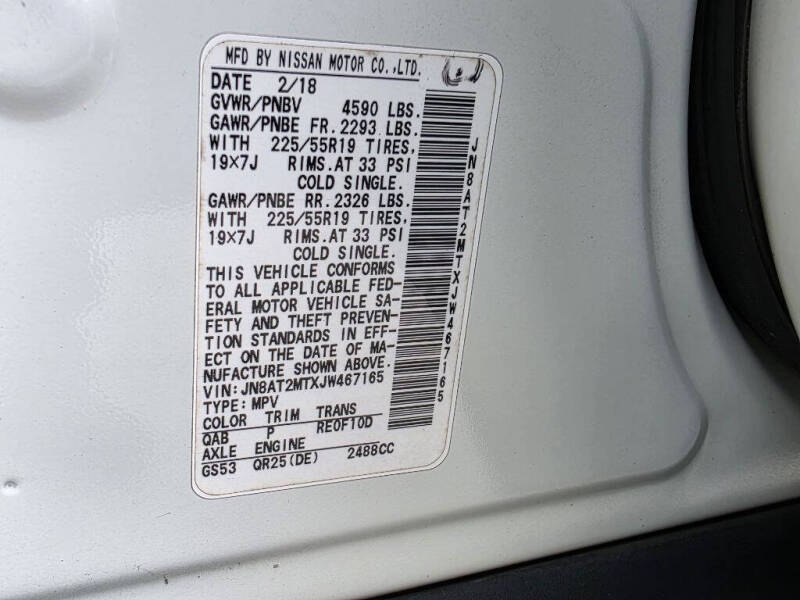 MFD BY NISSAN MOTOR CO.,LTD.
DATE 2/18
GVWR/PNBV 4590 LBS.
GAWR/PNBE FR. 2293 LBS.
WITH 225/55R19 TIRES,
19×7J RIMS.AT 33 PSI
COLD SINGLE.
GAWR/PNBE RR. 2326 LBS.
WITH 225/55R19 TIRES,
19×7J RIMS.AT 33 PSI
COLD SINGLE.
THIS VEHICLE CONFORMS
TO ALL APPLICABLE FED-
ERAL MOTOR VEHICLE SA-
FETY AND THEFT PREVEN-
TION STANDARDS IN EFF-
ECT ON THE DATE OF MA-
NUFACTURE SHOWN ABOVE.
VIN:JN8AT2MTXJW467165
TYPE:MPV
COLOR TRIM TRANS
QAB P RE0F10D
AXLE ENGINE
GS53 QR25(DE) 2488CC
JN8AT2MTXJW467165